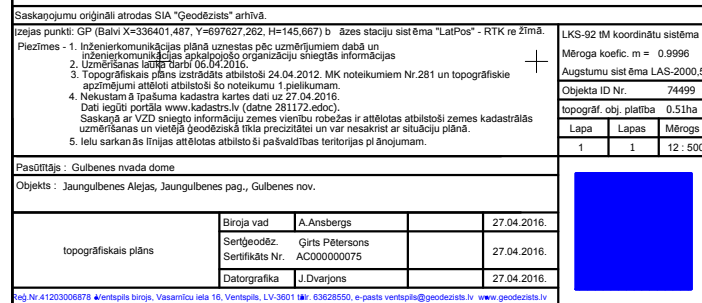 Saskaņojumu oriģināli atrodas SIA "Ģeodēzists" arhīvā.
Izejas punkti: GP (Balvi X=336401,487, Y=697627,262, H=145,667) b āzes staciju sist ēma "LatPos" - RTK re žīmā.
Piezīmes - 1. Inženierkomunikācijas plānā uznestas pēc uzmērījumiem dabā un
inženierkomunikācijas apkalpojošo organizāciju sniegtās informācijas
2. Uzmērīšanas lauka darbi 06.04.2016.
3. Topogrāfiskais plāns izstrādāts atbilstoši 24.04.2012. MK noteikumiem Nr.281 un topogrāfiskie
apzīmējumi attēloti atbilstoši šo noteikumu 1.pielikumam.
4. Nekustam ā īpašuma kadastra kartes dati uz 27.04.2016.
Dati iegūti portāla www.kadastrs.lv (datne 281172.edoc).
Saskaņā ar VZD sniegto informāciju zemes vienību robežas ir attēlotas atbilstoši zemes kadastrālās
uzmērīšanas un vietējā ģeodēziskā tīkla precizitātei un var nesakrist ar situāciju plānā.
5. Ielu sarkanās līnijas attēlotas atbilsto ši pašvaldības teritorijas pl ānojumam.
LKS-92 tM koordinātu sistēma
Mēroga koefic. m = 0.9996
Augstumu sist ēma LAS-2000,5
Objekta ID Nr. 74499
topogrāf. obj. platība 0.51ha
Lapa Lapas Mērogs
1 1 12 : 500
Pasūtītājs : Gulbenes nvada dome
Objekts : Jaungulbenes Alejas, Jaungulbenes pag., Gulbenes nov.
topogrāfiskais plāns
Biroja vad A.Ansbergs 27.04.2016.
Sertģeodēz. Ģirts Pētersons
Sertifikāts Nr. AC000000075 27.04.2016.
Datorgrafika J.Dvarjons 27.04.2016.
Reģ.Nr.41203006878 Ventspils birojs, Vasarnīcu iela 16, Ventspils, LV-3601 tālr. 63628550, e-pasts ventspils@geodezists.lv www.geodezists.lv